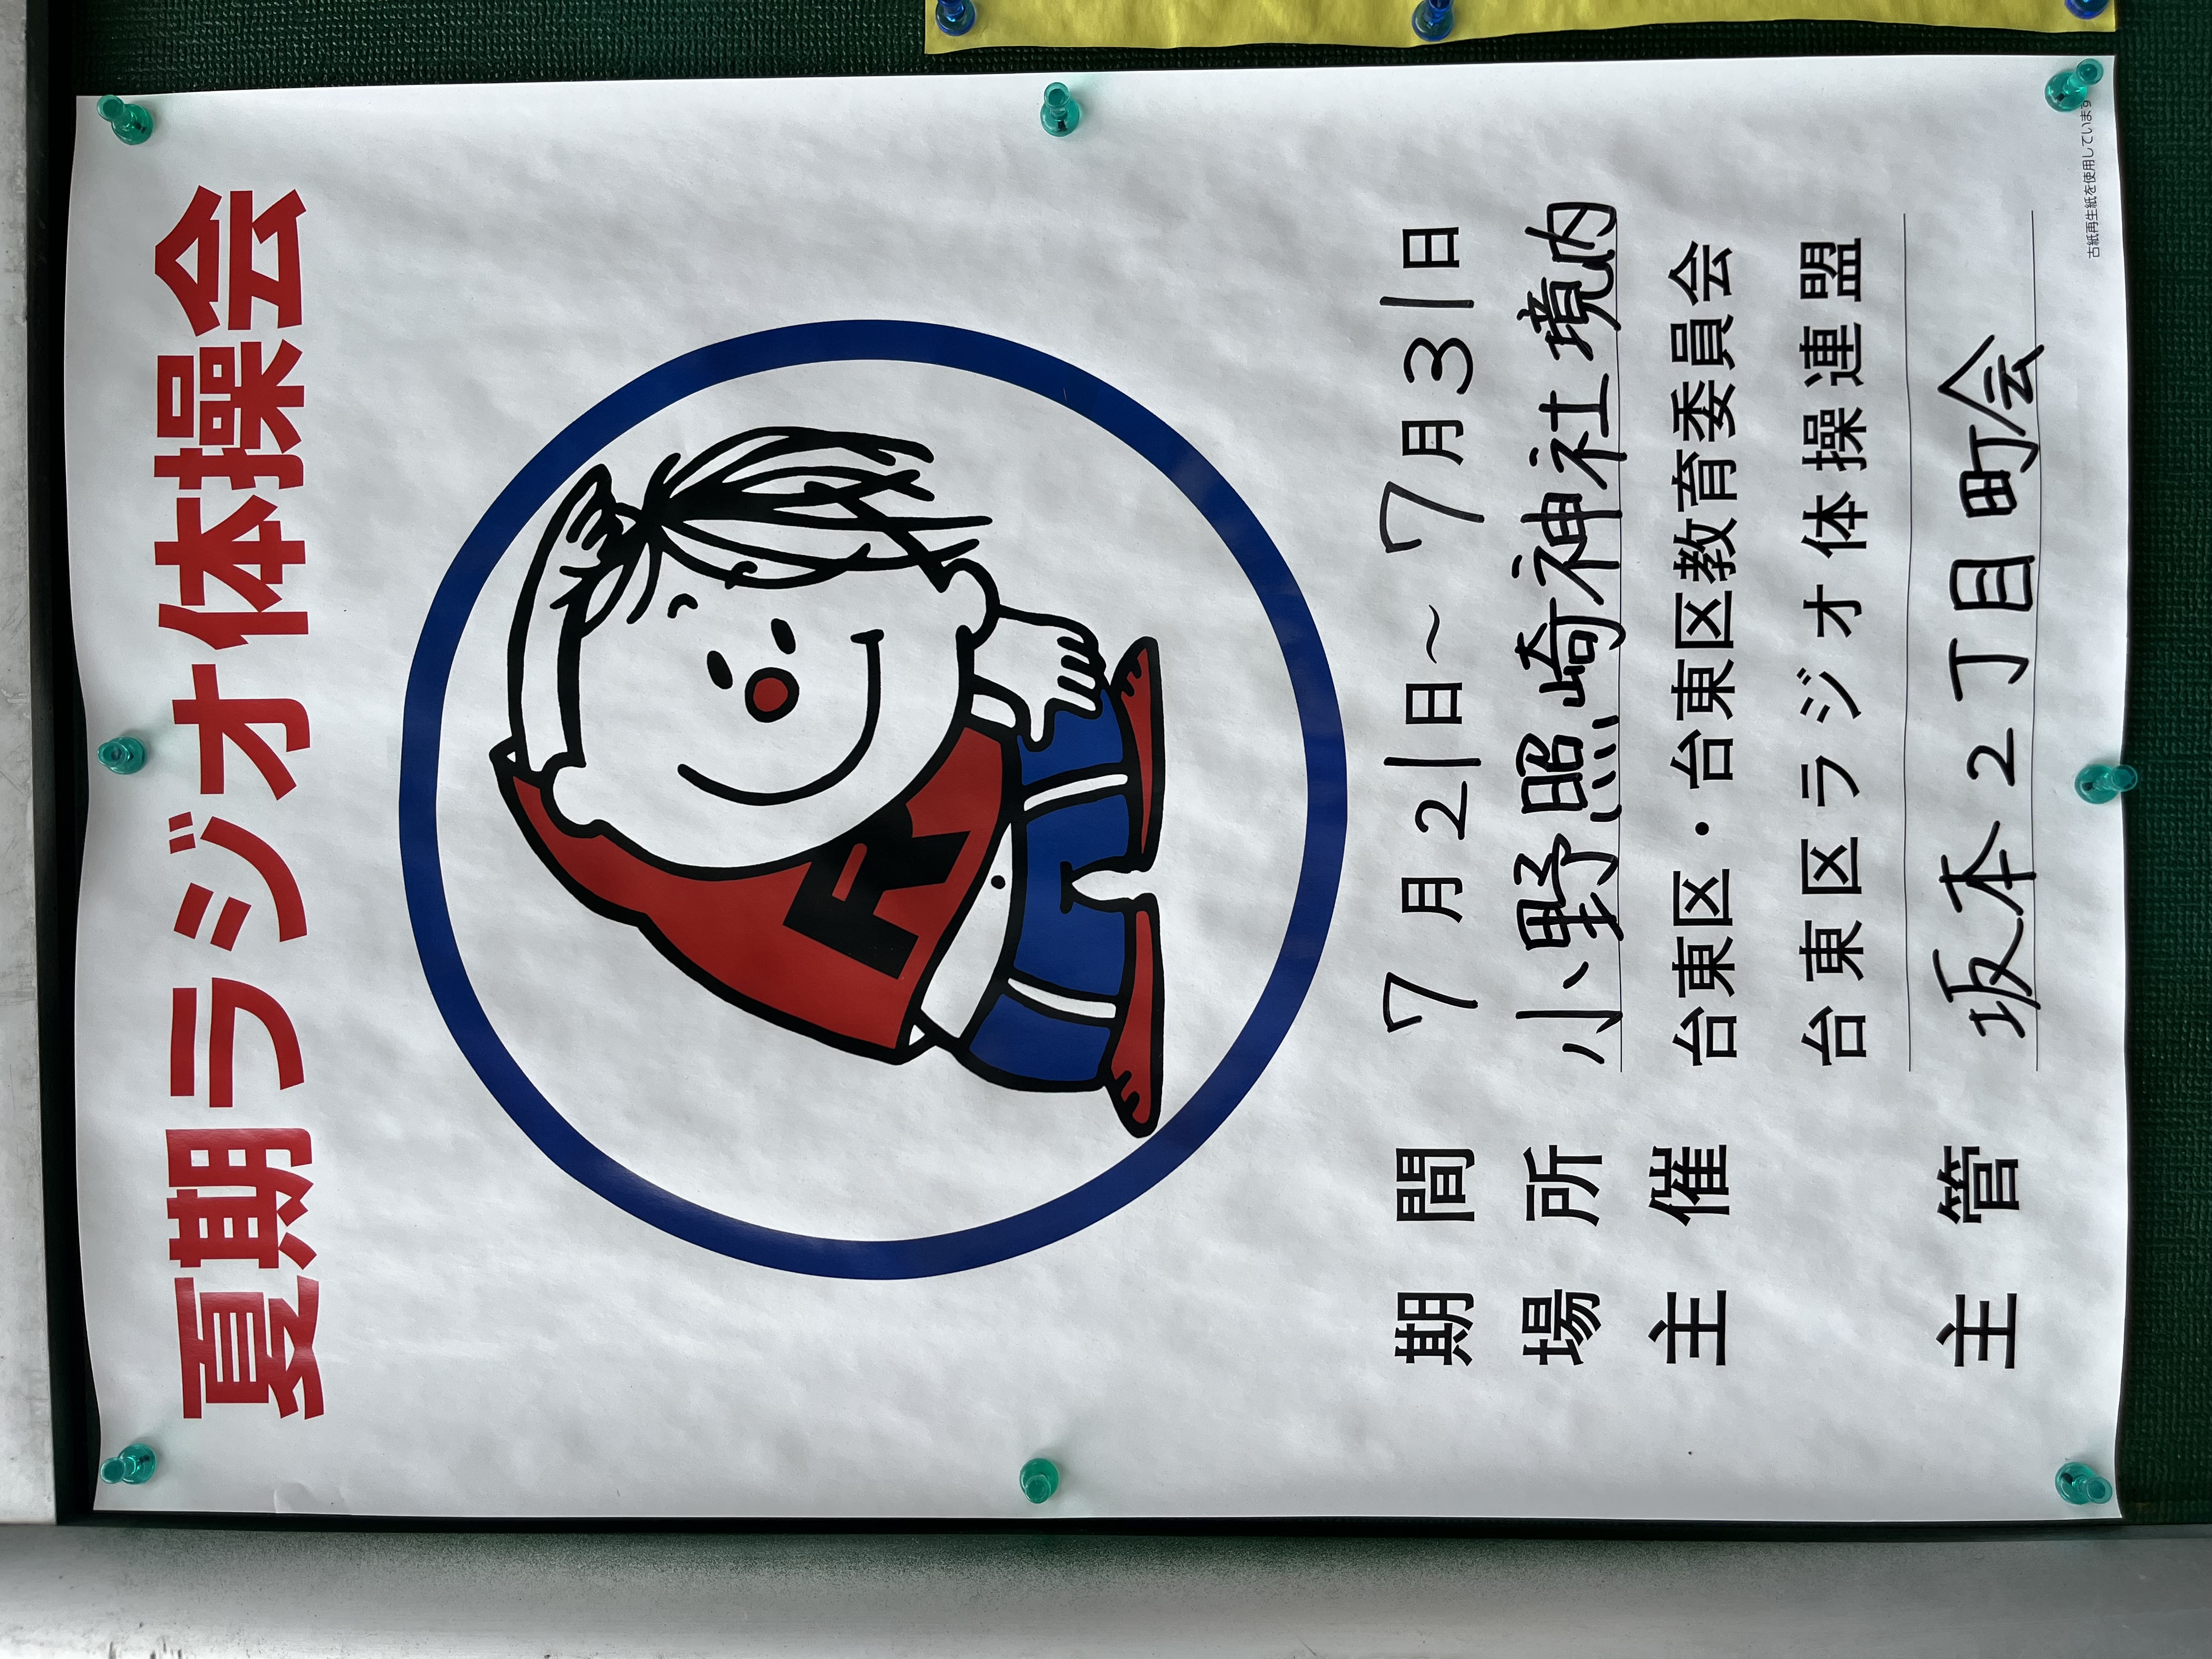 夏期ラジオ体操会
R
期間 7月21日～7月31日
場所 小野照崎神社境内
主催 台東区・台東区教育委員会
台東区ラジオ体操連盟
主管 坂本2丁目町会
古紙再生紙を使用しています